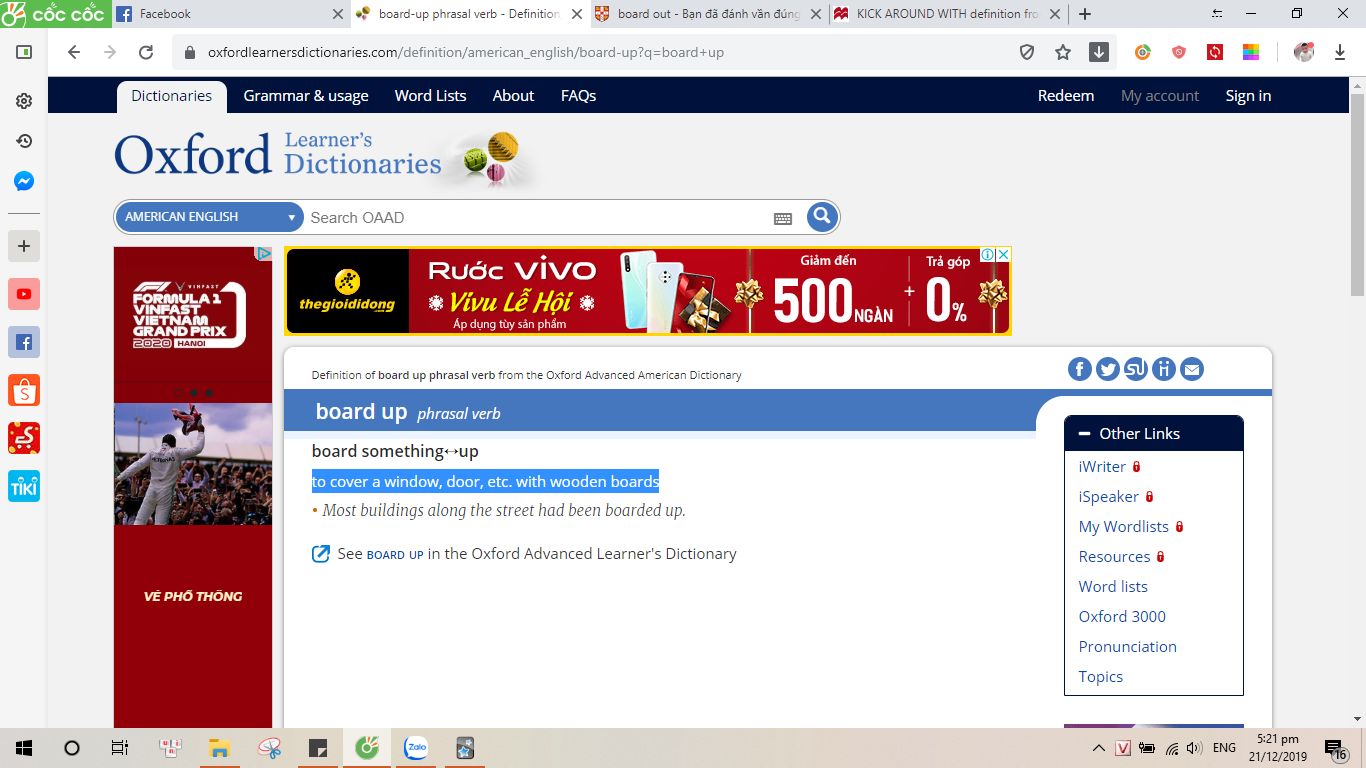 cốc cốc
Facebook
board-up phrasal verb - Definition
board out - Bạn đã đánh vần đúng
KICK AROUND WITH definition fro
oxfordlearnersdictionaries.com/definition/american_english/board-up?q=board+up
Dictionaries
Grammar & usage
Word Lists
About
FAQs
Redeem
My account
Sign in
Oxford Learner's Dictionaries
AMERICAN ENGLISH
Search OAAD
VINFAST
FORMULA 1
VINFAST
VIETNAM
GRAND PRIX
2020 HANOI
thegioididong.com
Rước vivo
Vivu Lễ Hội
Áp dụng tùy sản phẩm
Giảm đến
500 NGÀN
+
Trả góp
0%
Definition of board up phrasal verb from the Oxford Advanced American Dictionary
board up phrasal verb
board something↔up
to cover a window, door, etc. with wooden boards
• Most buildings along the street had been boarded up.
See BOARD UP in the Oxford Advanced Learner's Dictionary
Other Links
iWriter
iSpeaker
My Wordlists
Resources
Word lists
Oxford 3000
Pronunciation
Topics
TIKI
VÉ PHỔ THÔNG
Zalo
V
ENG
5:21 pm
21/12/2019
16